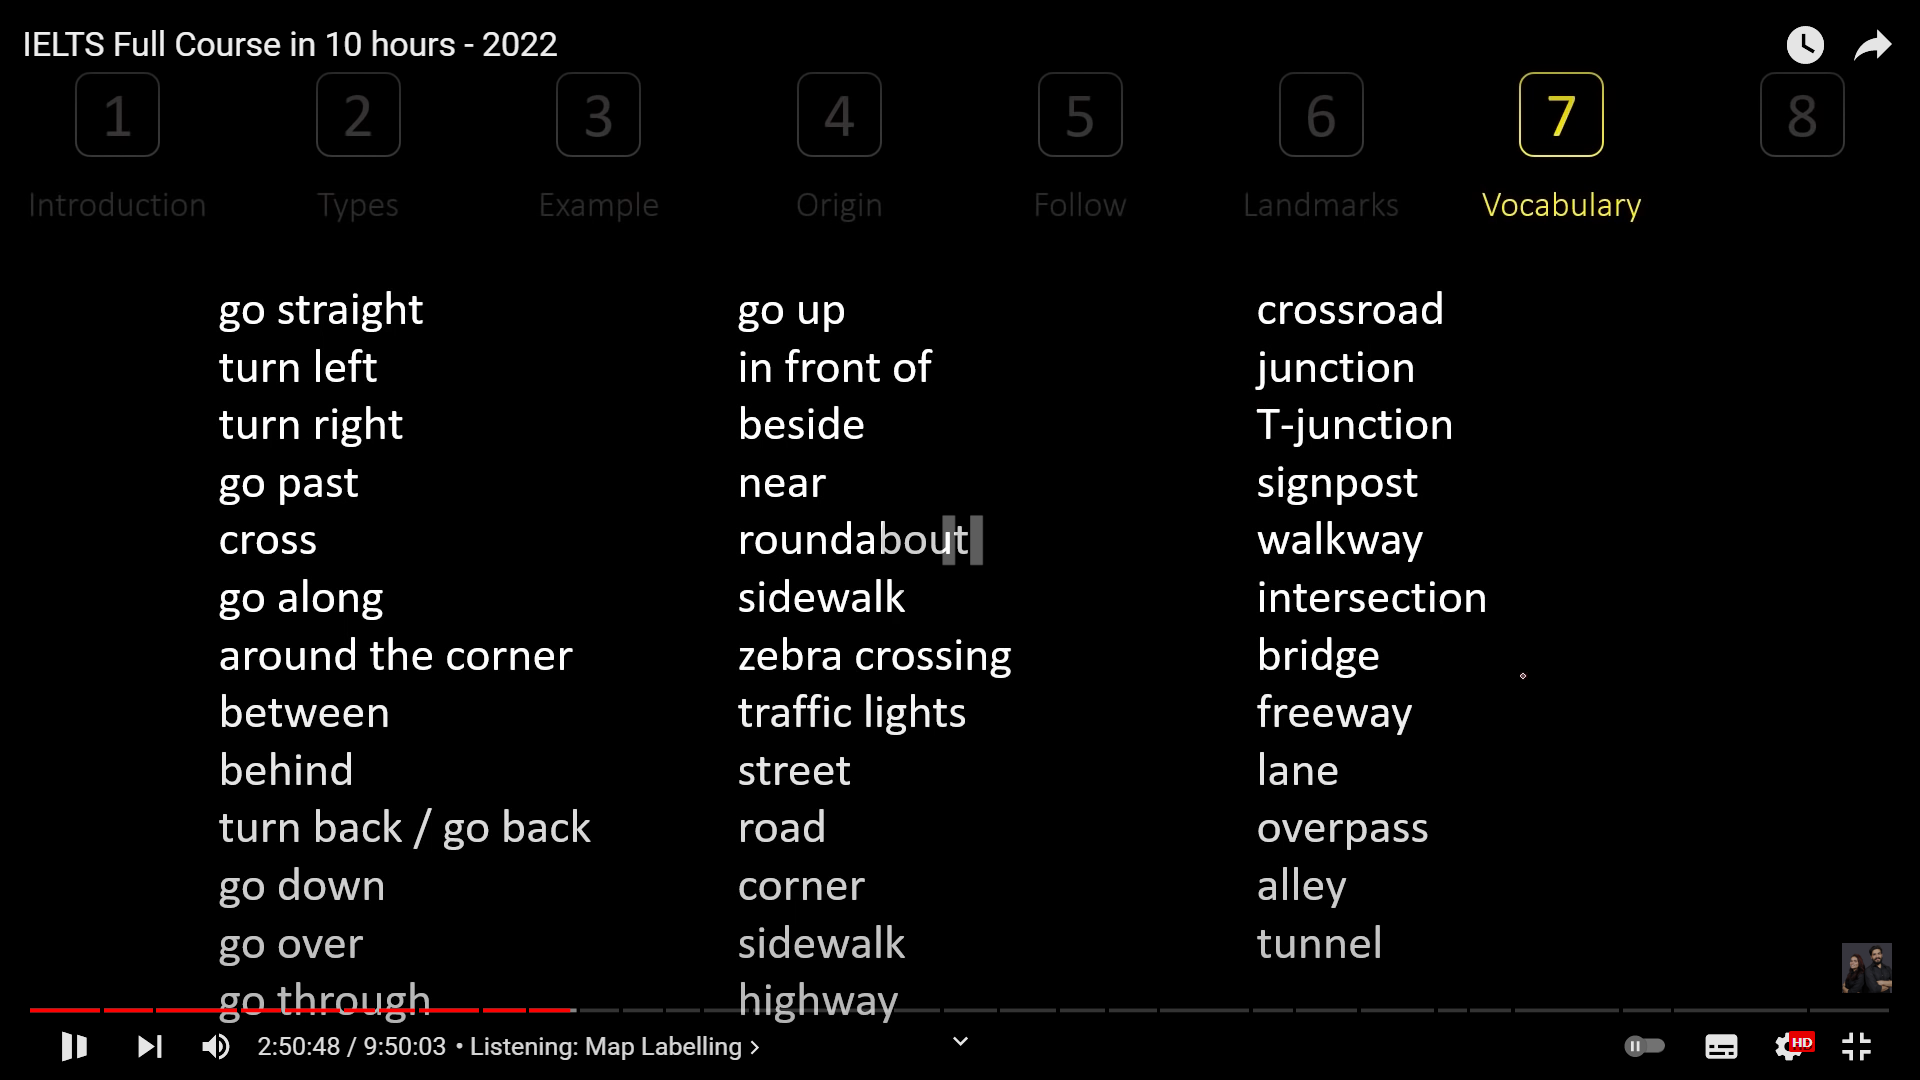 IELTS Full Course in 10 hours - 2022
1 2 3 4 5 6 7 8
Introduction Types Example Origin Follow Landmarks Vocabulary
go straight
turn left
turn right
go past
cross
go along
around the corner
between
behind
turn back / go back
go down
go over
go through
go up
in front of
beside
near
roundabout
sidewalk
zebra crossing
traffic lights
street
road
corner
sidewalk
highway
crossroad
junction
T-junction
signpost
walkway
intersection
bridge
freeway
lane
overpass
alley
tunnel
2:50:48 / 9:50:03 • Listening: Map Labelling >
HD